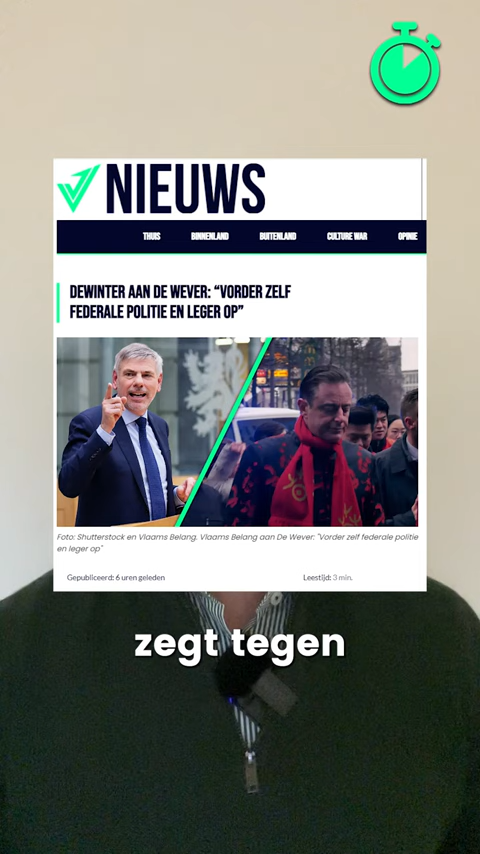 NIEUWS
THUIS BINNENLAND BUITENLAND CULTURE WAR OPINIE
DEWINTER AAN DE WEVER: “VORDER ZELF
FEDERALE POLITIE EN LEGER OP”
Foto: Shutterstock en Vlaams Belang. Vlaams Belang aan De Wever: "Vorder zelf federale politie
en leger op"
Gepubliceerd: 6 uren geleden Leestijd: 3 min.
zegt tegen